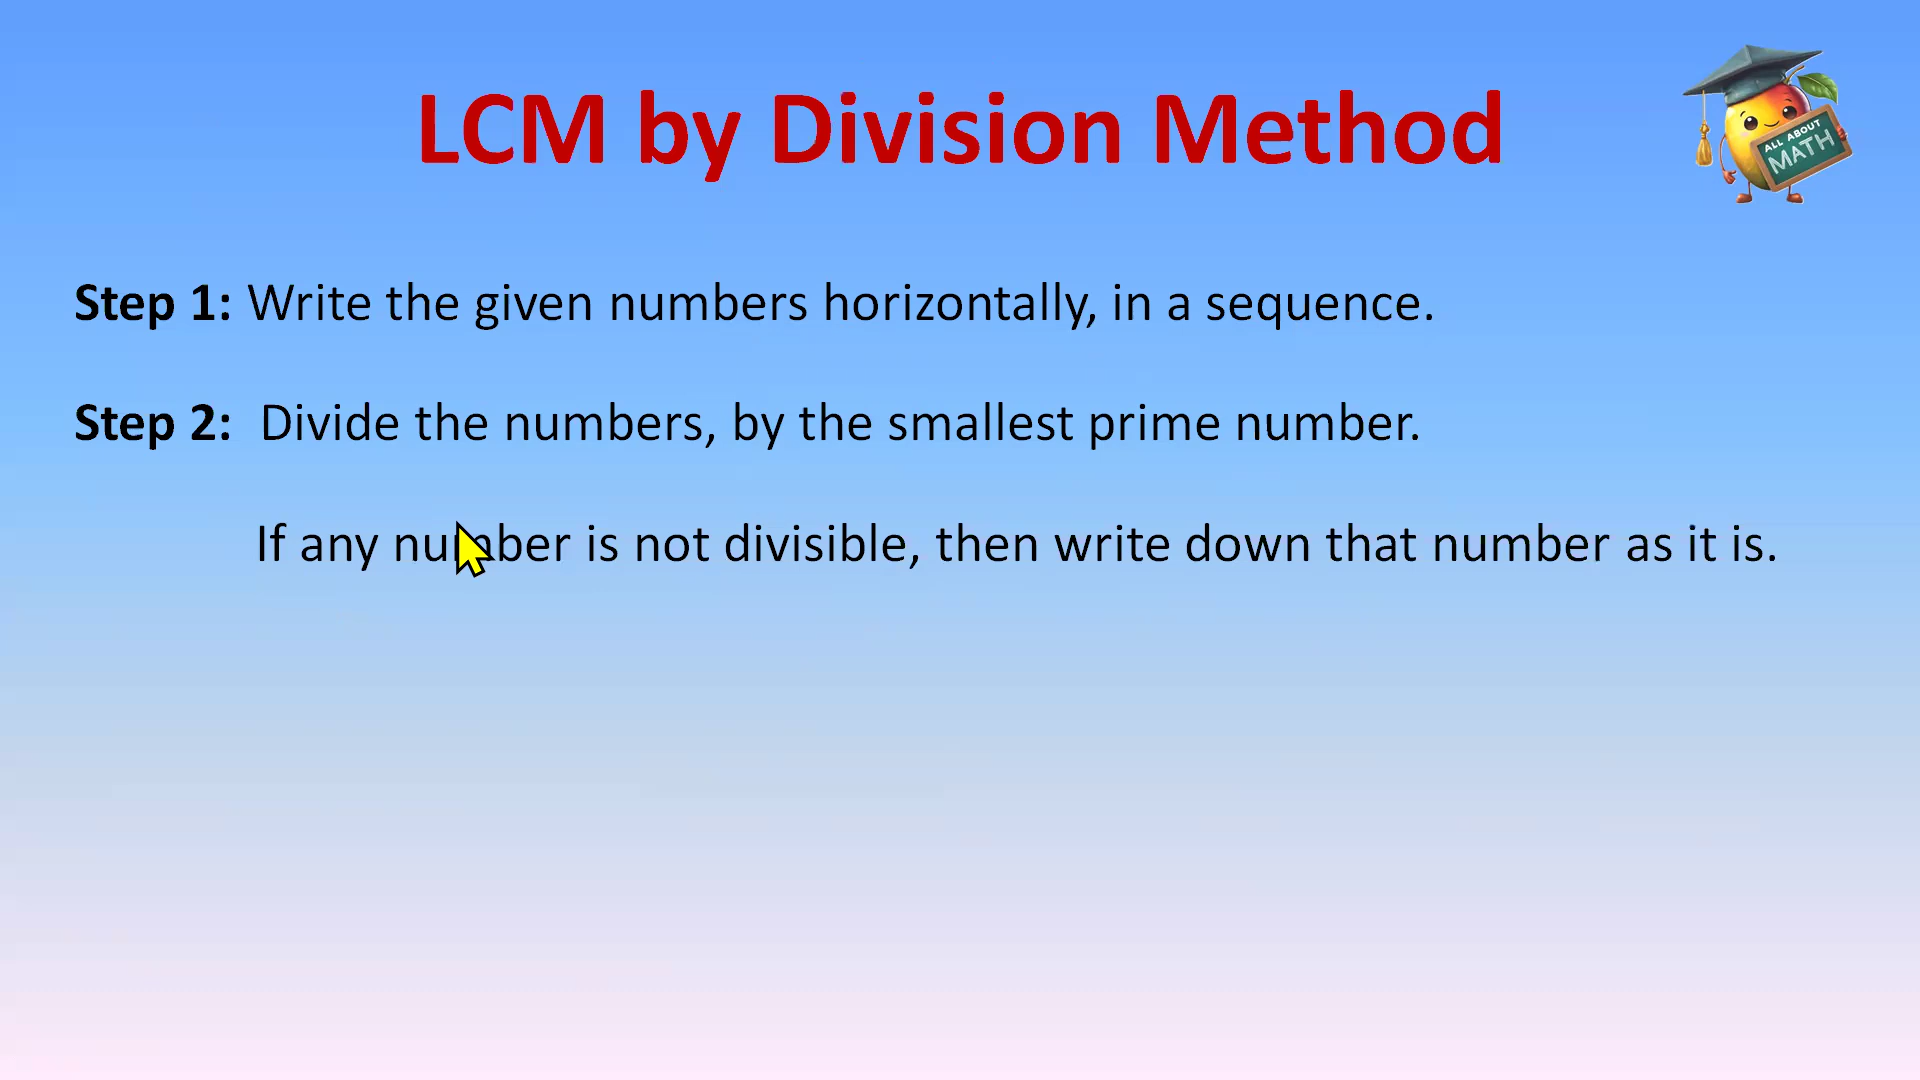 LCM by Division Method
ALL ABOUT
MATH
Step 1: Write the given numbers horizontally, in a sequence.
Step 2: Divide the numbers, by the smallest prime number.
If any number is not divisible, then write down that number as it is.